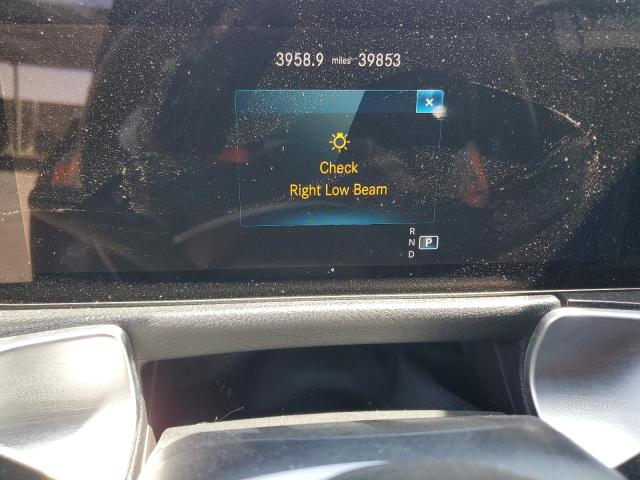 3958.9 miles 39853
x
Check
Right Low Beam
R
N P
D